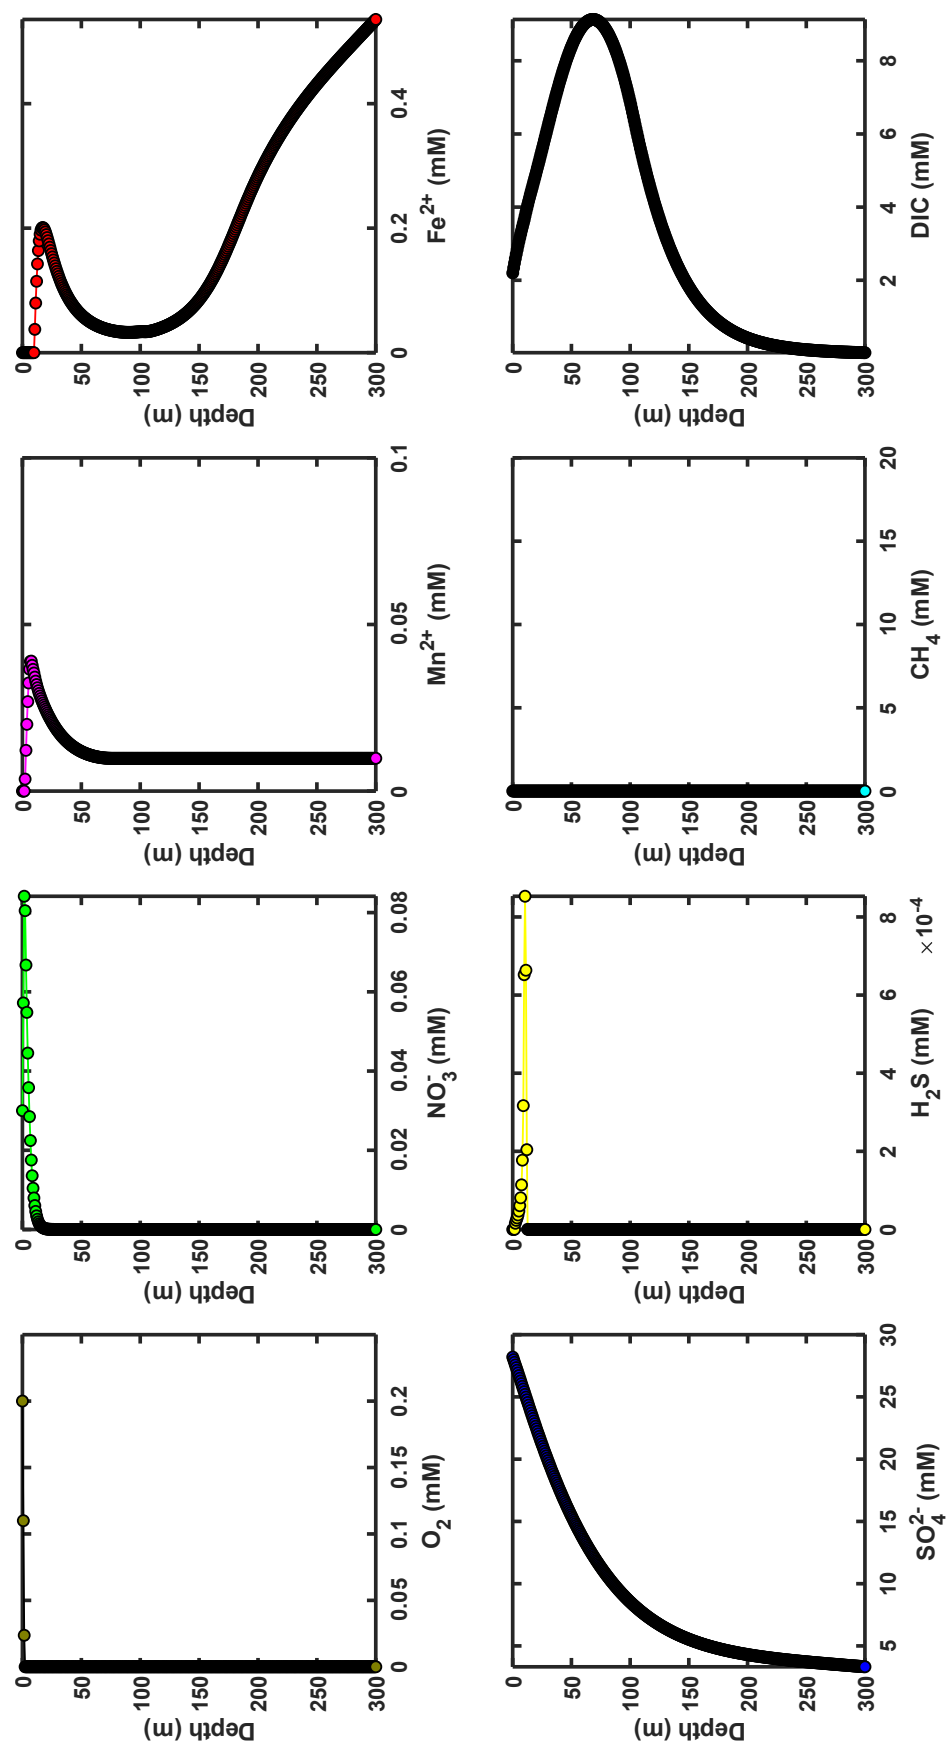 Depth (m)
0
50
100
150
200
250
300
0 0.05 0.1 0.15 0.2
O₂ (mM)
Depth (m)
0
50
100
150
200
250
300
0 0.02 0.04 0.06 0.08
NO₃⁻ (mM)
Depth (m)
0
50
100
150
200
250
300
0 0.05 0.1
Mn²⁺ (mM)
Depth (m)
0
50
100
150
200
250
300
0 0.2 0.4
Fe²⁺ (mM)
Depth (m)
0
50
100
150
200
250
300
5 10 15 20 25 30
SO₄²⁻ (mM)
Depth (m)
0
50
100
150
200
250
300
0 2 4 6 8
H₂S (mM) ×10⁻⁴
Depth (m)
0
50
100
150
200
250
300
0 5 10 15 20
CH₄ (mM)
Depth (m)
0
50
100
150
200
250
300
2 4 6 8
DIC (mM)